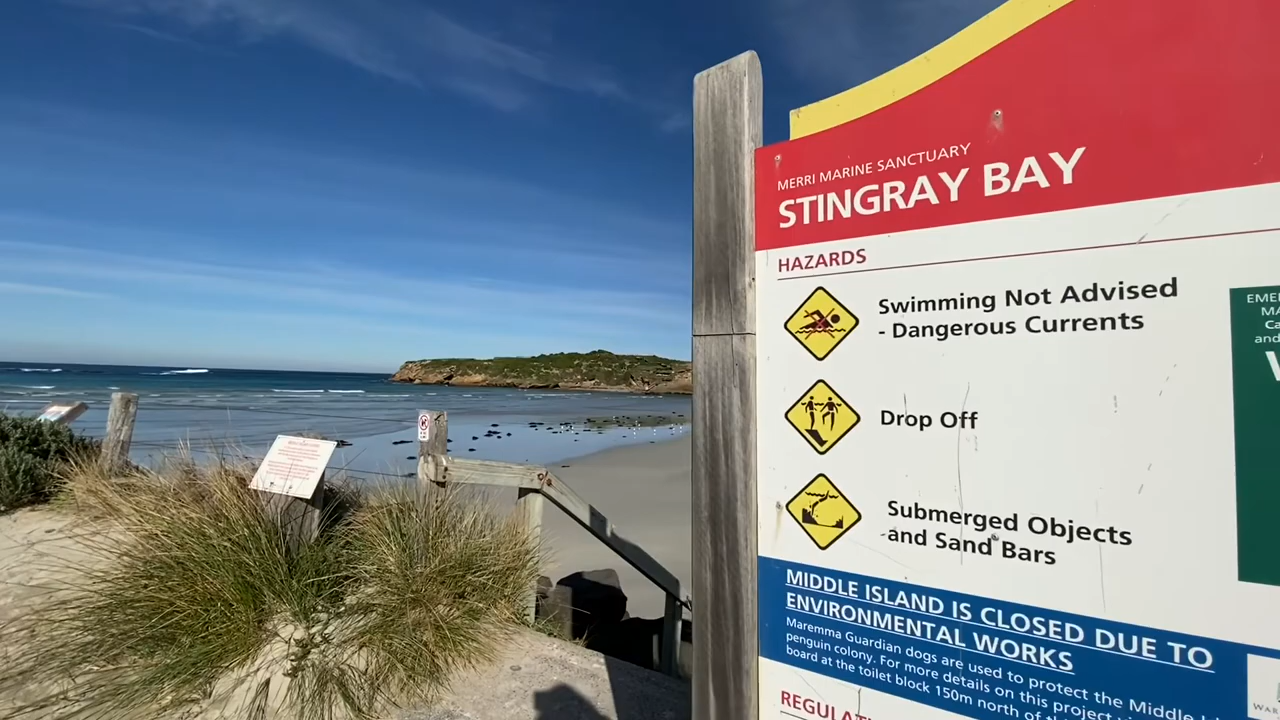 MERRI MARINE SANCTUARY
STINGRAY BAY
HAZARDS
Swimming Not Advised
- Dangerous Currents
Drop Off
Submerged Objects
-and Sand Bars
MIDDLE ISLAND IS CLOSED DUE TO
ENVIRONMENTAL WORKS
Maremma Guardian dogs are used to protect the Middle
penguin colony. For more details on this project
board at the toilet block 150m north of